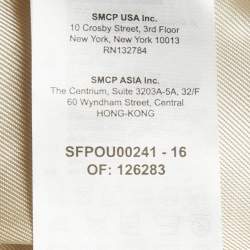 SMCP USA Inc.
10 Crosby Street, 3rd Floor
New York, New York 10013
RN132784
SMCP ASIA Inc.
The Centrium, Suite 3203A-5A, 32/F
60 Wyndham Street, Central
HONG-KONG
SFPOU00241 - 16
OF: 126283